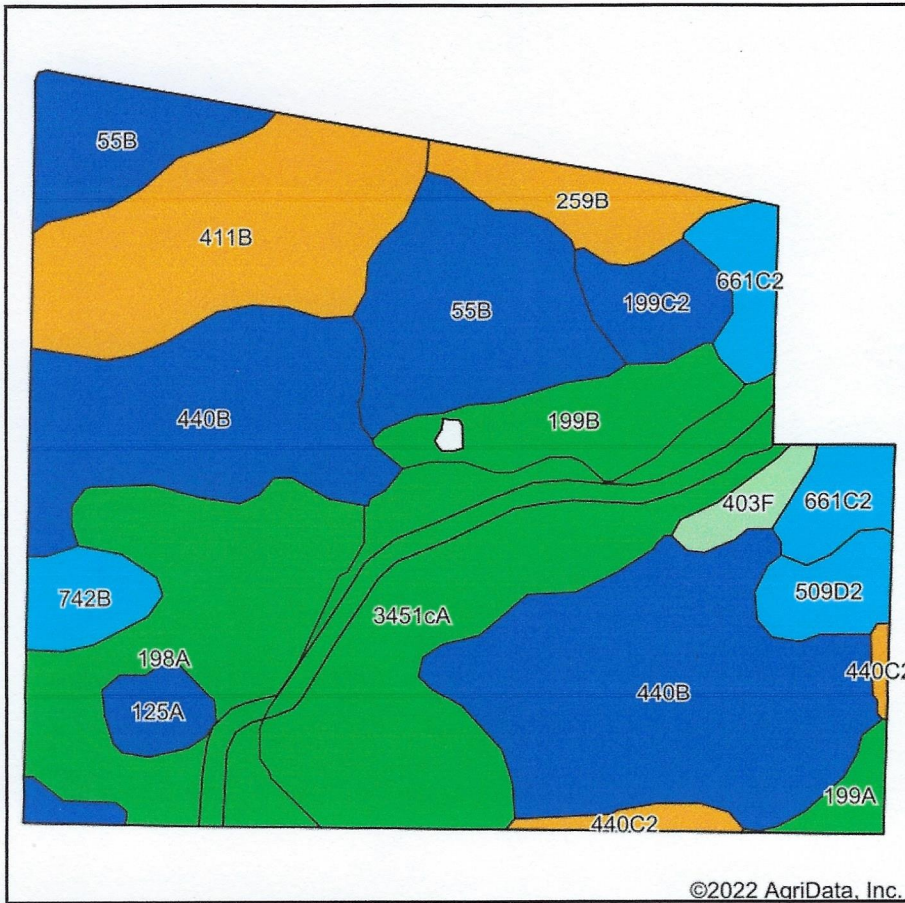 55B
259B
411B
661C2
199C2
55B
440B
199B
403F
661C2
742B
509D2
3451cA
198A
440C2
440B
125A
199A
440C2
©2022 AgriData, Inc.